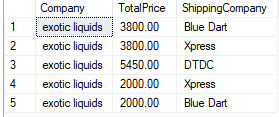 Company TotalPrice ShippingCompany
1 exotic liquids 3800.00 Blue Dart
2 exotic liquids 3800.00 Xpress
3 exotic liquids 5450.00 DTDC
4 exotic liquids 2000.00 Xpress
5 exotic liquids 2000.00 Blue Dart